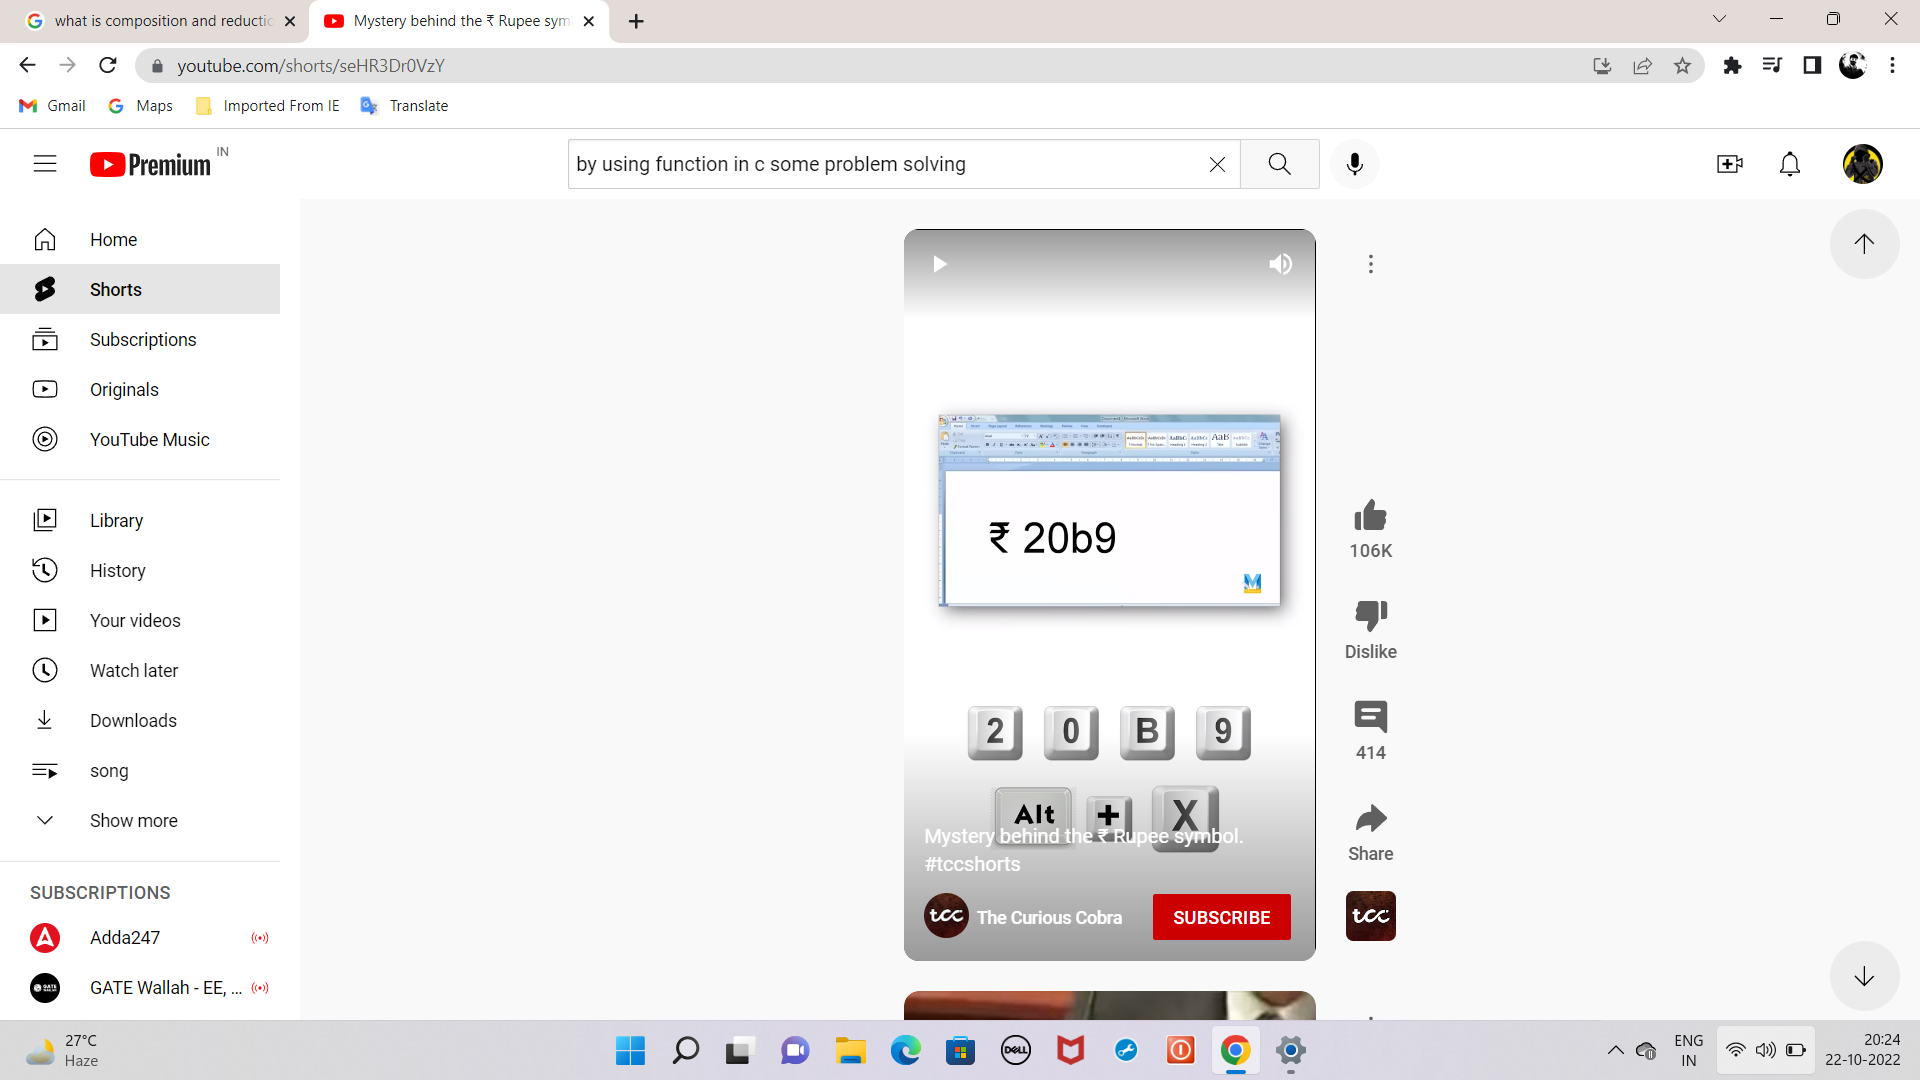 what is composition and reductio
Mystery behind the ₹ Rupee sym
youtube.com/shorts/seHR3Dr0VzY
Gmail
Maps
Imported From IE
Translate
Premium IN
by using function in c some problem solving
Home
Shorts
Subscriptions
Originals
YouTube Music
Library
History
Your videos
Watch later
Downloads
song
Show more
SUBSCRIPTIONS
Adda247
GATE Wallah - EE, ...
₹ 20b9
2 0 B 9
Alt + X
Mystery behind the ₹ Rupee symbol.
#tccshorts
tcc The Curious Cobra SUBSCRIBE
106K
Dislike
414
Share
tcc
27°C
Haze
DELL
ENG
IN
20:24
22-10-2022